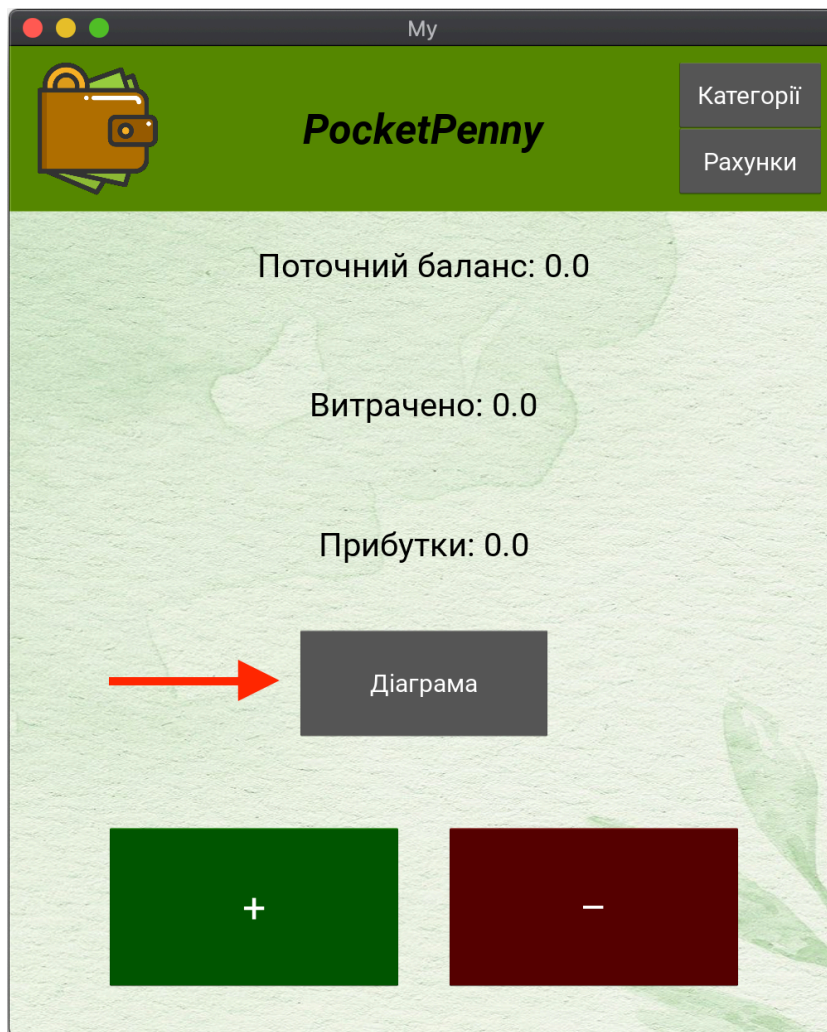 My
PocketPenny
Категорії
Рахунки
Поточний баланс: 0.0
Витрачено: 0.0
Прибутки: 0.0
Діаграма
+
–